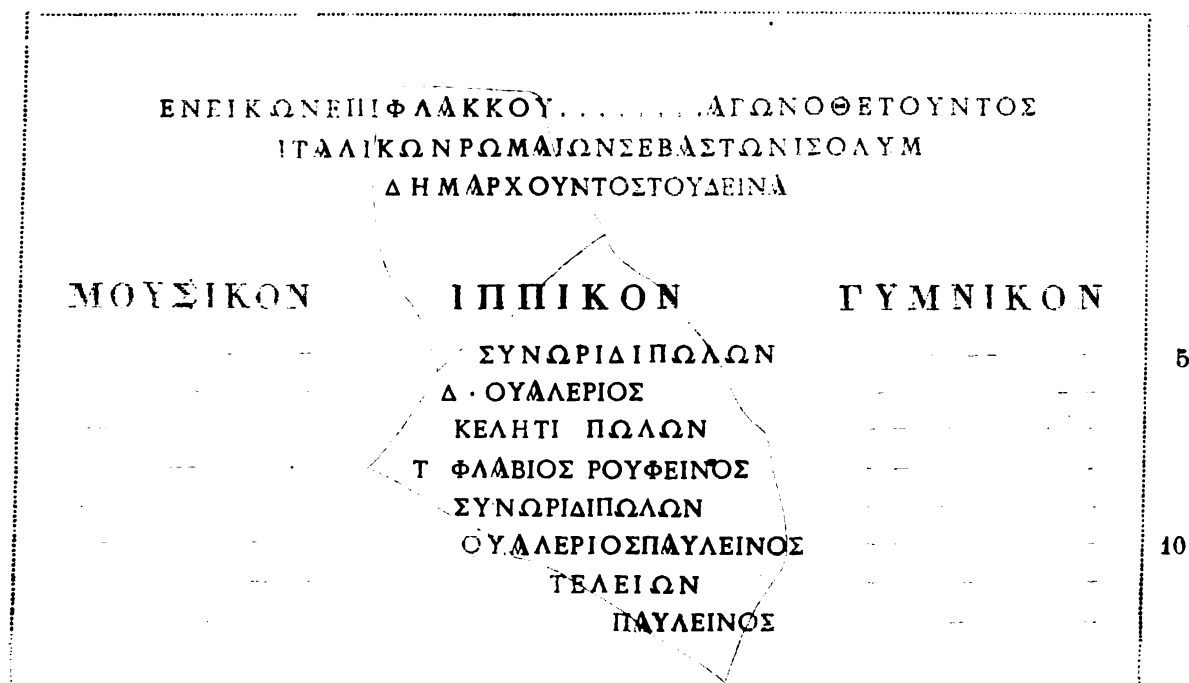 ΕΝΕΙΚΩΝΕΠΙΦΛΑΚΚΟΥ........ΑΓΩΝΟΘΕΤΟΥΝΤΟΣ
ΙΤΑΛΙΚΩΝΡΩΜΑΙΩΝΣΕΒΑΣΤΩΝΙΣΟΛΥΜ
ΔΗΜΑΡΧΟΥΝΤΟΣΤΟΥΔΕΙΝΑ
ΜΟΥΣΙΚΟΝ ΙΠΠΙΚΟΝ ΓΥΜΝΙΚΟΝ
ΣΥΝΩΡΙΔΙΠΩΛΩΝ 5
Δ · ΟΥΑΛΕΡΙΟΣ
ΚΕΛΗΤΙ ΠΩΛΩΝ
Τ ΦΛΑΒΙΟΣ ΡΟΥΦΕΙΝΟΣ
ΣΥΝΩΡΙΔΙΠΩΛΩΝ
ΟΥΑΛΕΡΙΟΣΠΑΥΛΕΙΝΟΣ 10
ΤΕΛΕΙΩΝ
ΠΑΥΛΕΙΝΟΣ